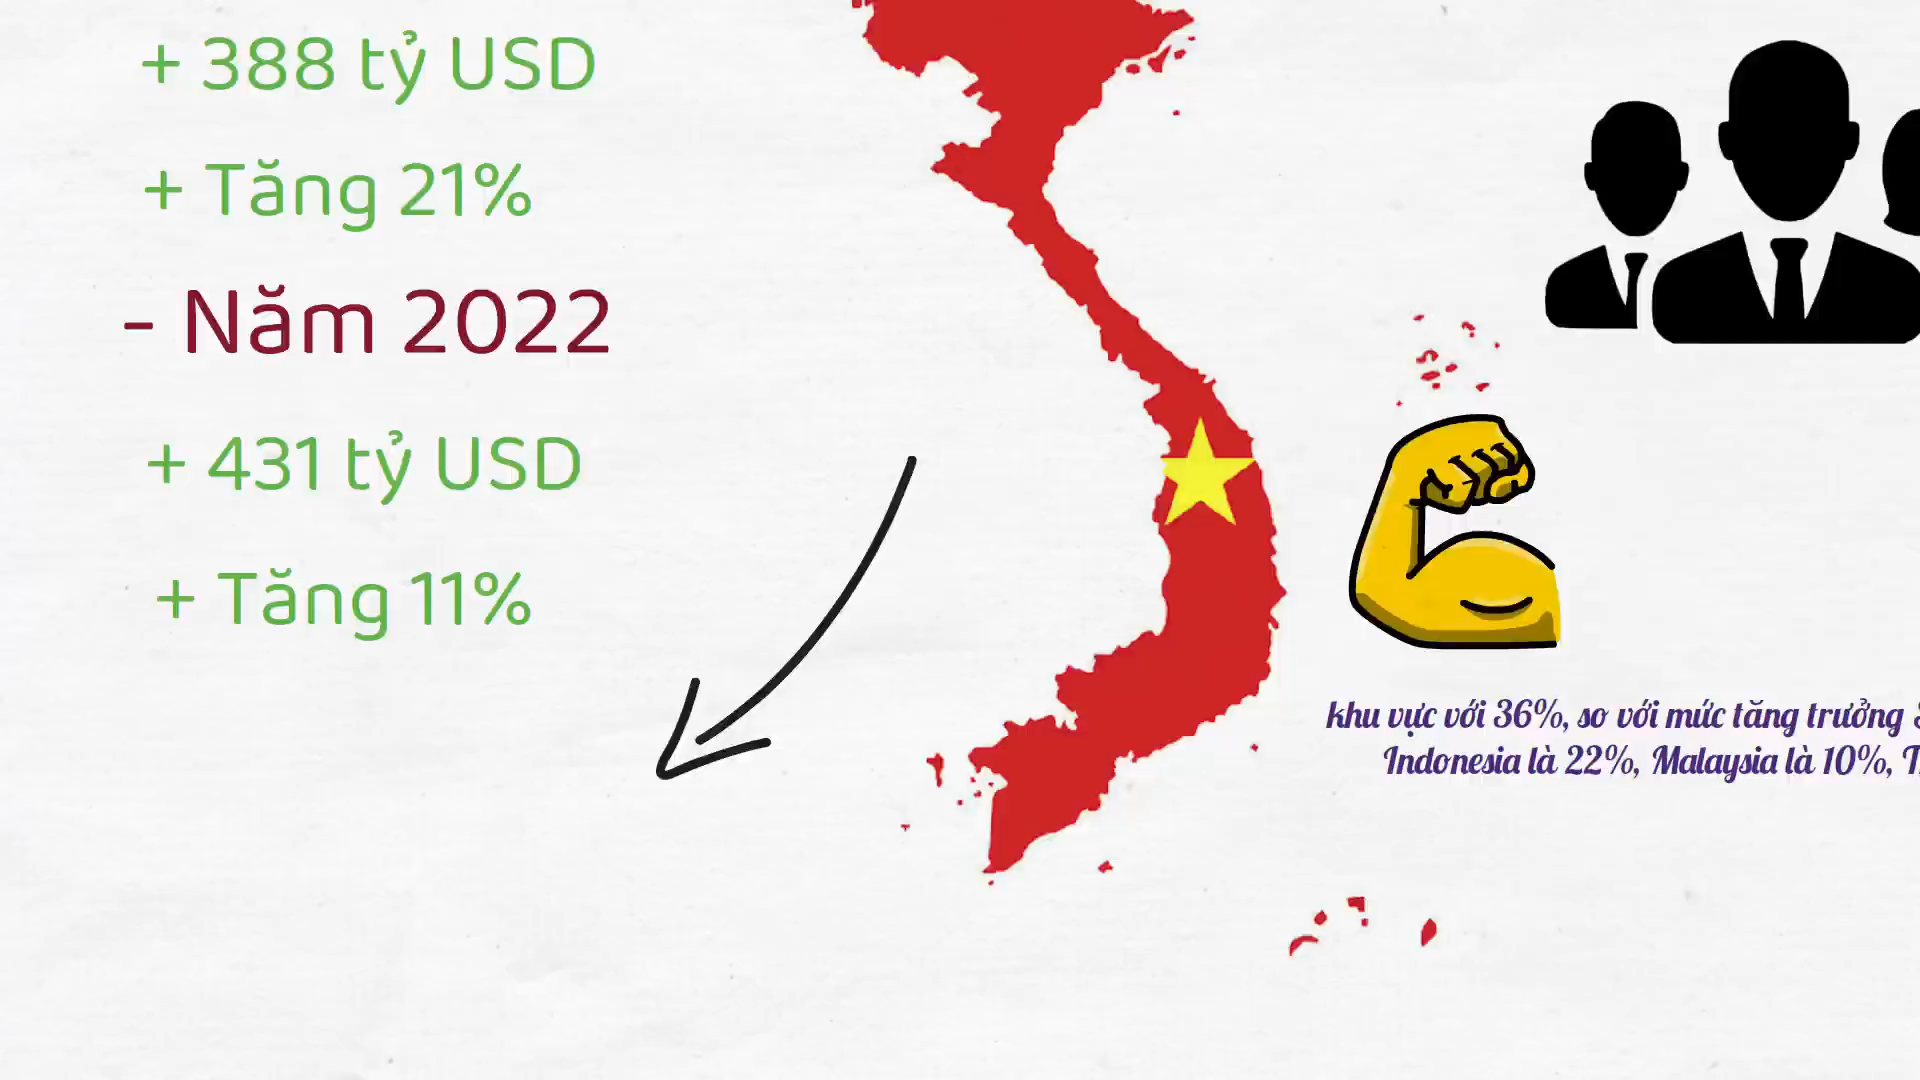 + 388 tỷ USD
+ Tăng 21%
- Năm 2022
+ 431 tỷ USD
+ Tăng 11%
khu vực với 36%, so với mức tăng trưởng
Indonesia là 22%, Malaysia là 10%,